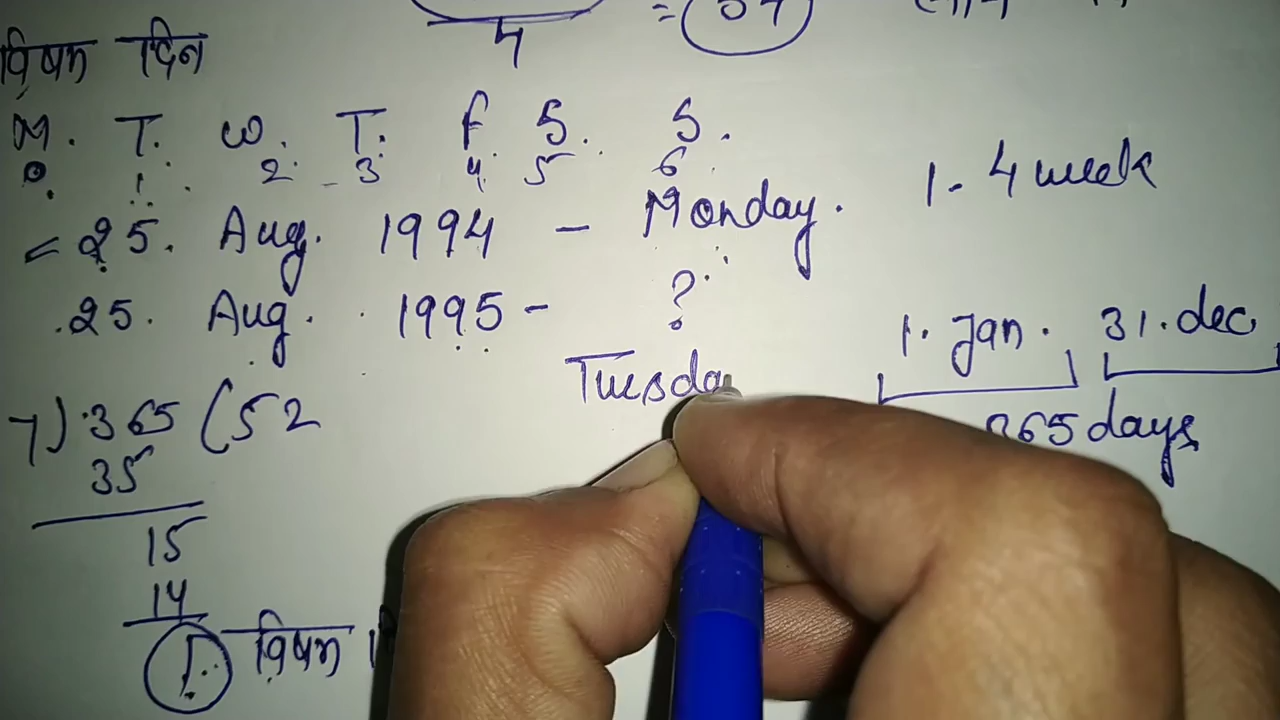 4
विषम दिन
M. T. W. T. F S. S.
0. 1. 2. 3 4. 5 6
25. Aug. 1994 - Monday.
1. 4 week
25. Aug. 1995 - ?
1. Jan. 31. dec
Tuesda
365 days
7) 365 (52
35
15
14
1. विषम